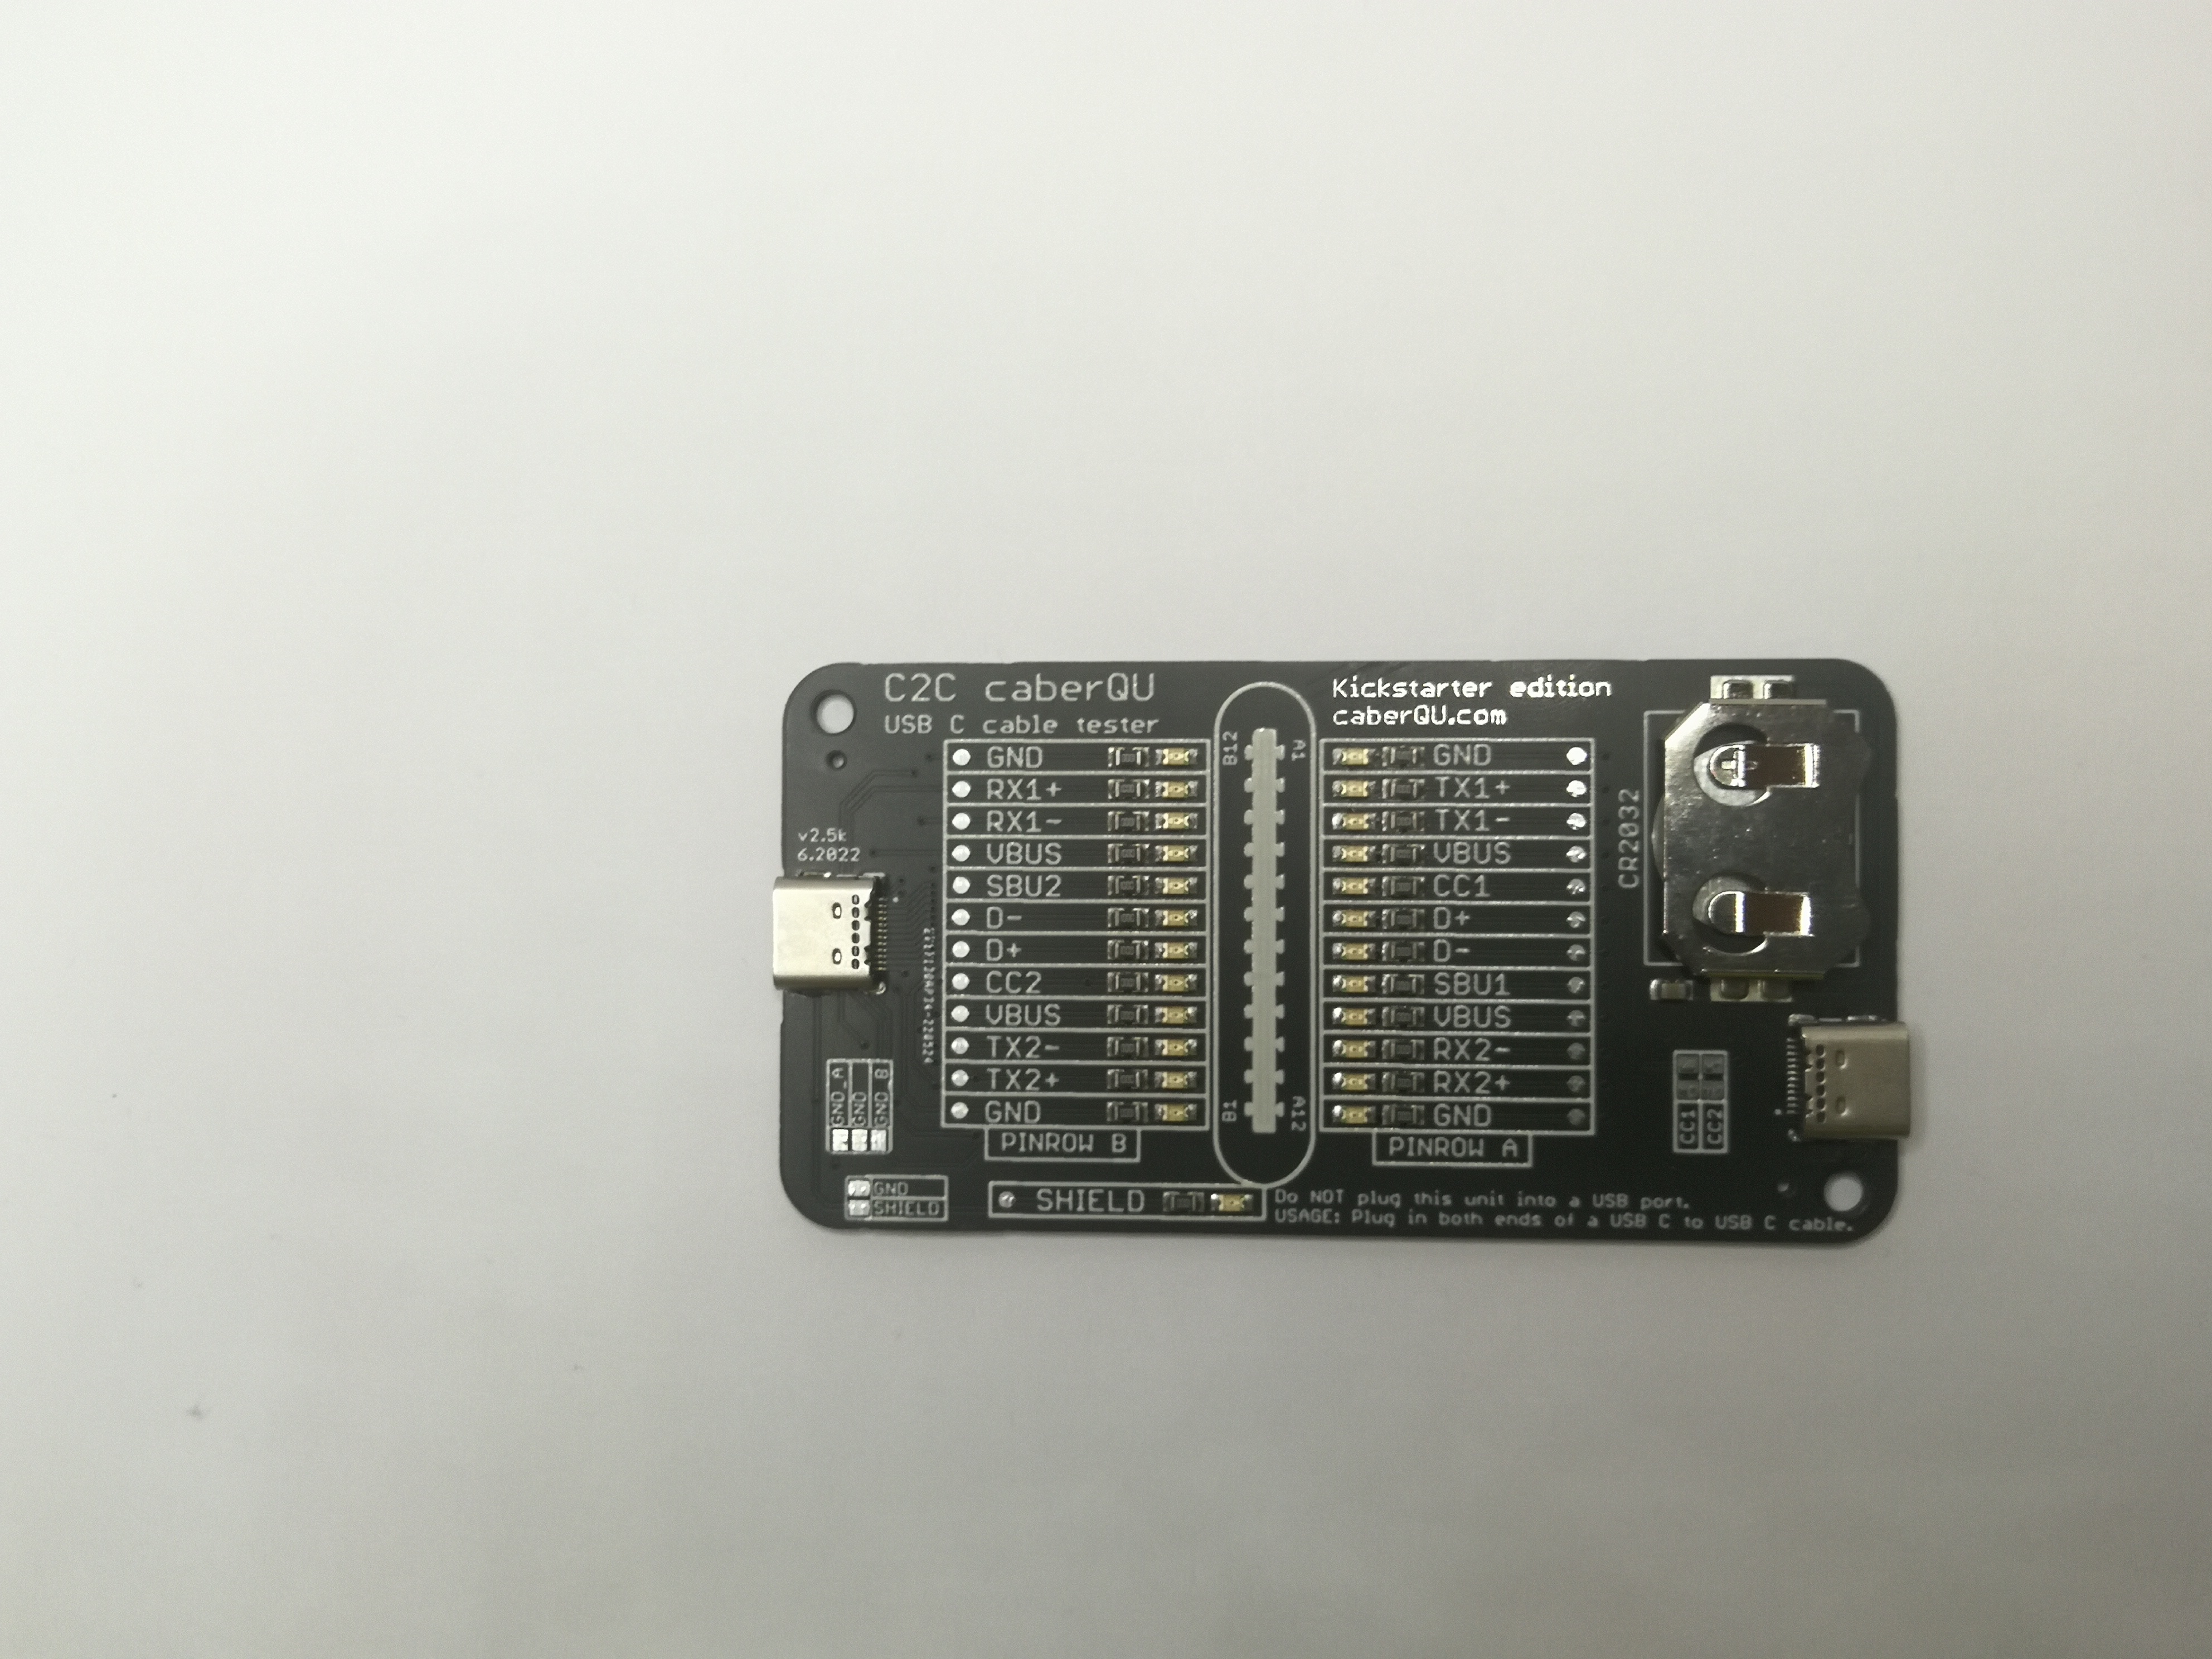 C2C caberQU
USB C cable tester
Kickstarter edition
caberQU.com
v2.5k
6.2022
GND
RX1+
RX1-
VBUS
SBU2
D-
D+
CC2
VBUS
TX2-
TX2+
GND
PINROW B
B12
A1
B1
A12
GND
TX1+
TX1-
VBUS
CC1
D+
D-
SBU1
VBUS
RX2-
RX2+
GND
PINROW A
CR2032
CC1
CC2
GND_A
GND
GND_B
GND
SHIELD
SHIELD
Do NOT plug this unit into a USB port.
USAGE: Plug in both ends of a USB C to USB C cable.